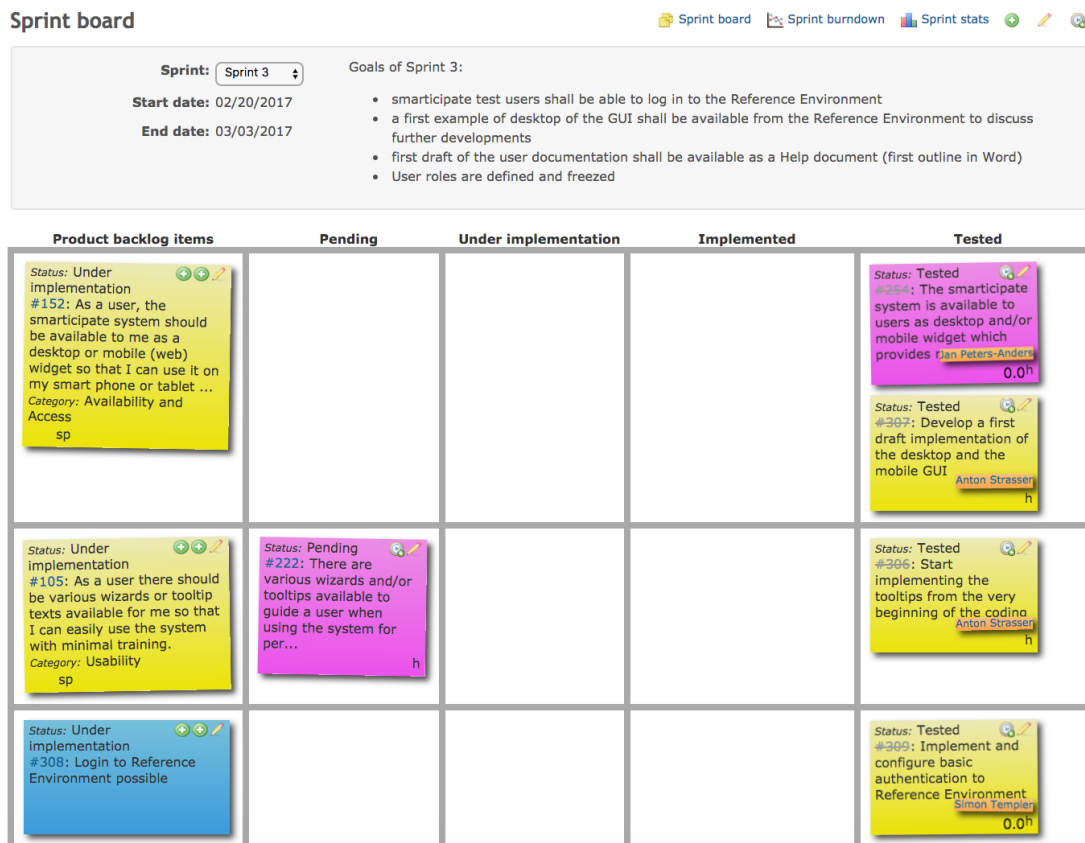 Sprint board
Sprint board Sprint burndown Sprint stats
Sprint: Sprint 3
Start date: 02/20/2017
End date: 03/03/2017
Goals of Sprint 3:
smarticipate test users shall be able to log in to the Reference Environment
a first example of desktop of the GUI shall be available from the Reference Environment to discuss
further developments
first draft of the user documentation shall be available as a Help document (first outline in Word)
User roles are defined and freezed
Product backlog items Pending Under implementation Implemented Tested
Status: Under
implementation
#152: As a user, the
smarticipate system should
be available to me as a
desktop or mobile (web)
widget so that I can use it on
my smart phone or tablet ...
Category: Availability and
Access
sp
Status: Tested
#254: The smarticipate
system is available to
users as desktop and/or
mobile widget which
provides
Jan Peters-Anders
0.0h
Status: Tested
#307: Develop a first
draft implementation of
the desktop and the
mobile GUI
Anton Strasser
h
Status: Under
implementation
#105: As a user there should
be various wizards or tooltip
texts available for me so that
I can easily use the system
with minimal training.
Category: Usability
sp
Status: Pending
#222: There are
various wizards and/or
tooltips available to
guide a user when
using the system for
per...
h
Status: Tested
#306: Start
implementing the
tooltips from the very
beginning of the coding
Anton Strasser
h
Status: Under
implementation
#308: Login to Reference
Environment possible
Status: Tested
#309: Implement and
configure basic
authentication to
Reference Environment
Simon Templer
0.0h